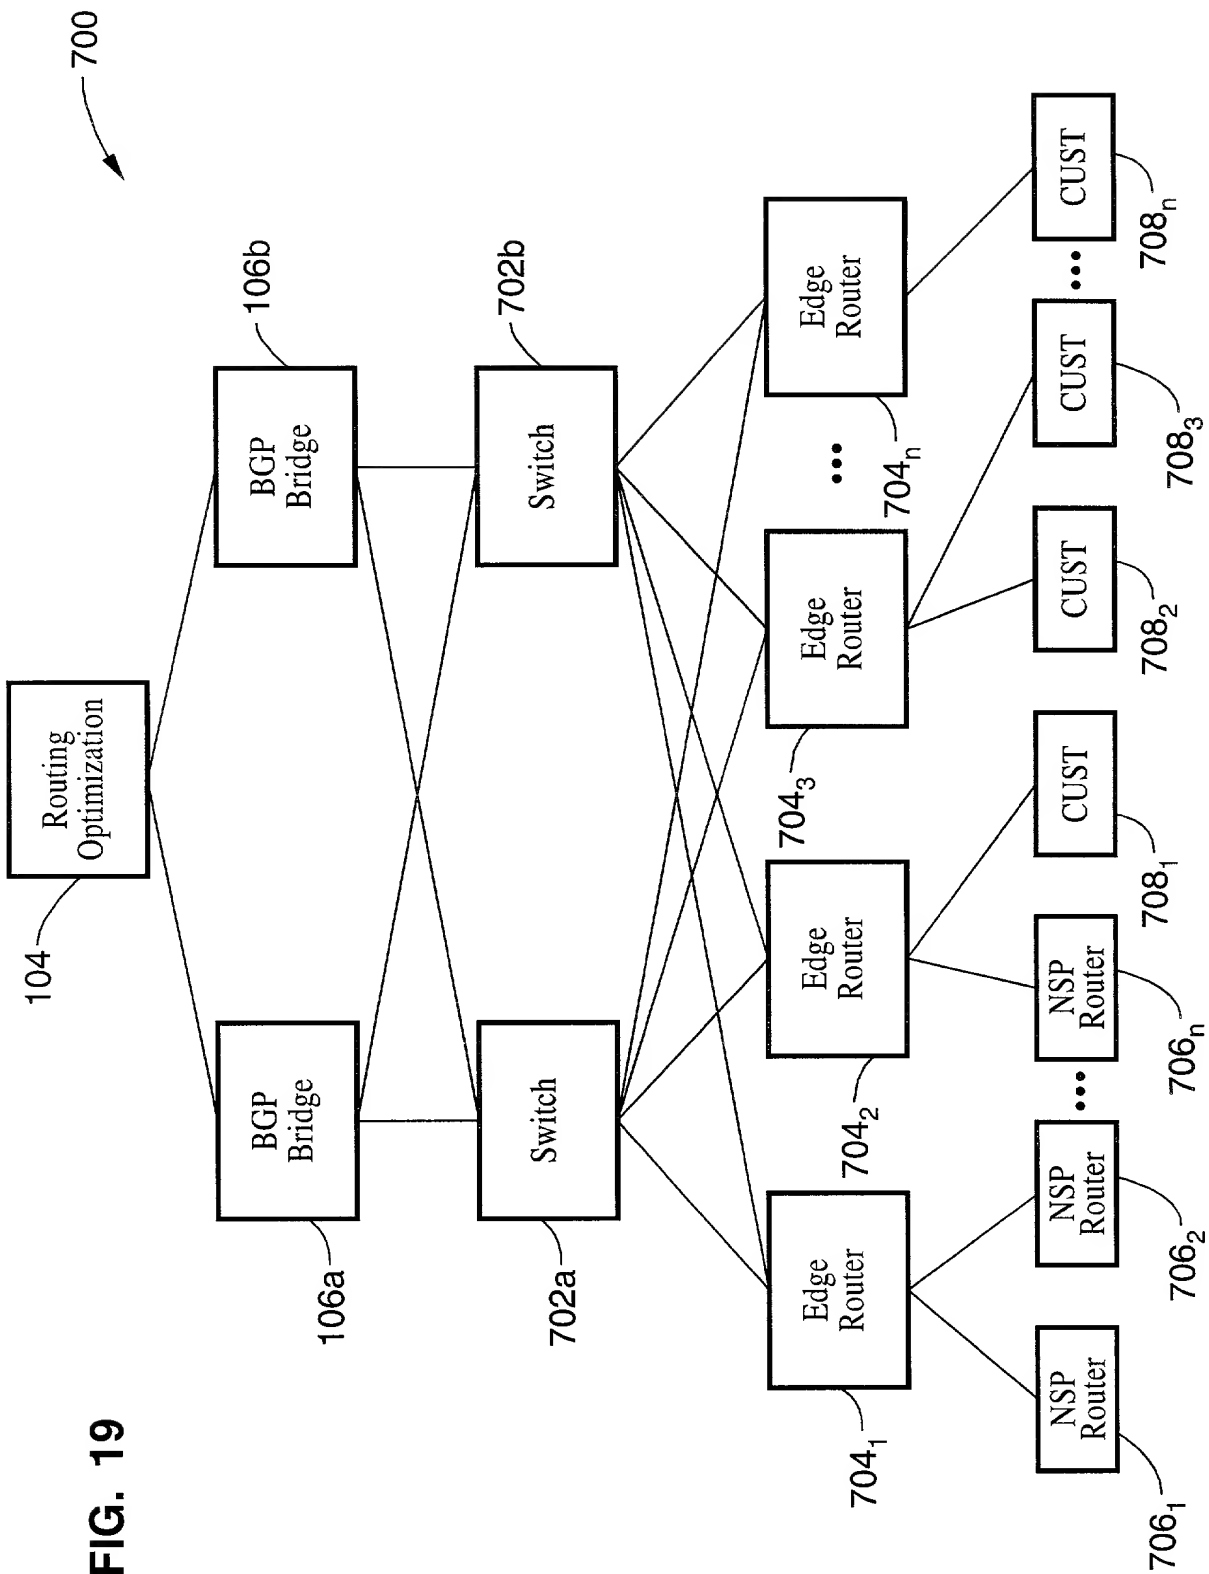 FIG. 19
700
104
Routing
Optimization
106a
BGP
Bridge
BGP
Bridge
106b
702a
Switch
Switch
702b
Edge
Router
Edge
Router
Edge
Router
Edge
Router
704₁
704₂
704₃
•••
704ₙ
NSP
Router
NSP
Router
•••
NSP
Router
CUST
CUST
CUST
•••
CUST
706₁
706₂
706ₙ
708₁
708₂
708₃
708ₙ